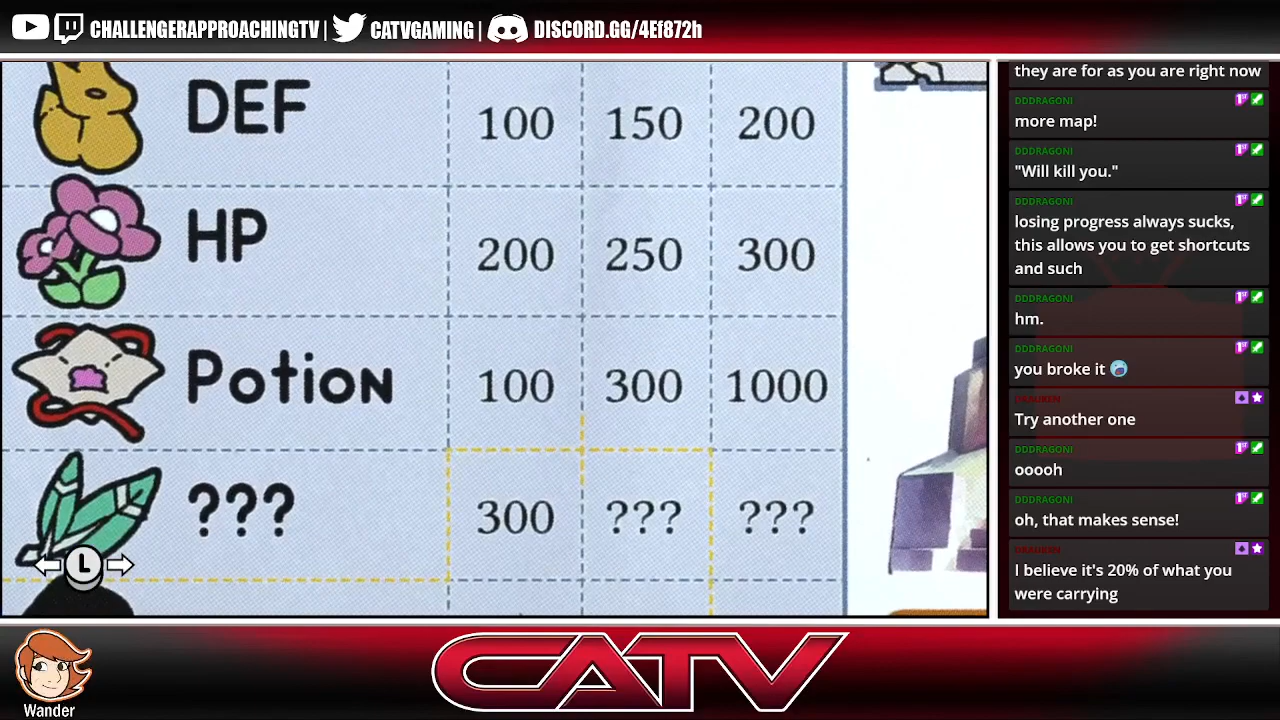 CHALLENGERAPPROACHINGTV | CATVGAMING | DISCORD.GG/4Ef872h
DEF 100 150 200
HP 200 250 300
Potion 100 300 1000
??? 300 ??? ???
L
they are for as you are right now
DDDRAGONI
more map!
DDDRAGONI
"Will kill you."
DDDRAGONI
losing progress always sucks,
this allows you to get shortcuts
and such
DDDRAGONI
hm.
DDDRAGONI
you broke it
Try another one
DDDRAGONI
ooooh
DDDRAGONI
oh, that makes sense!
I believe it's 20% of what you
were carrying
Wander
CATV